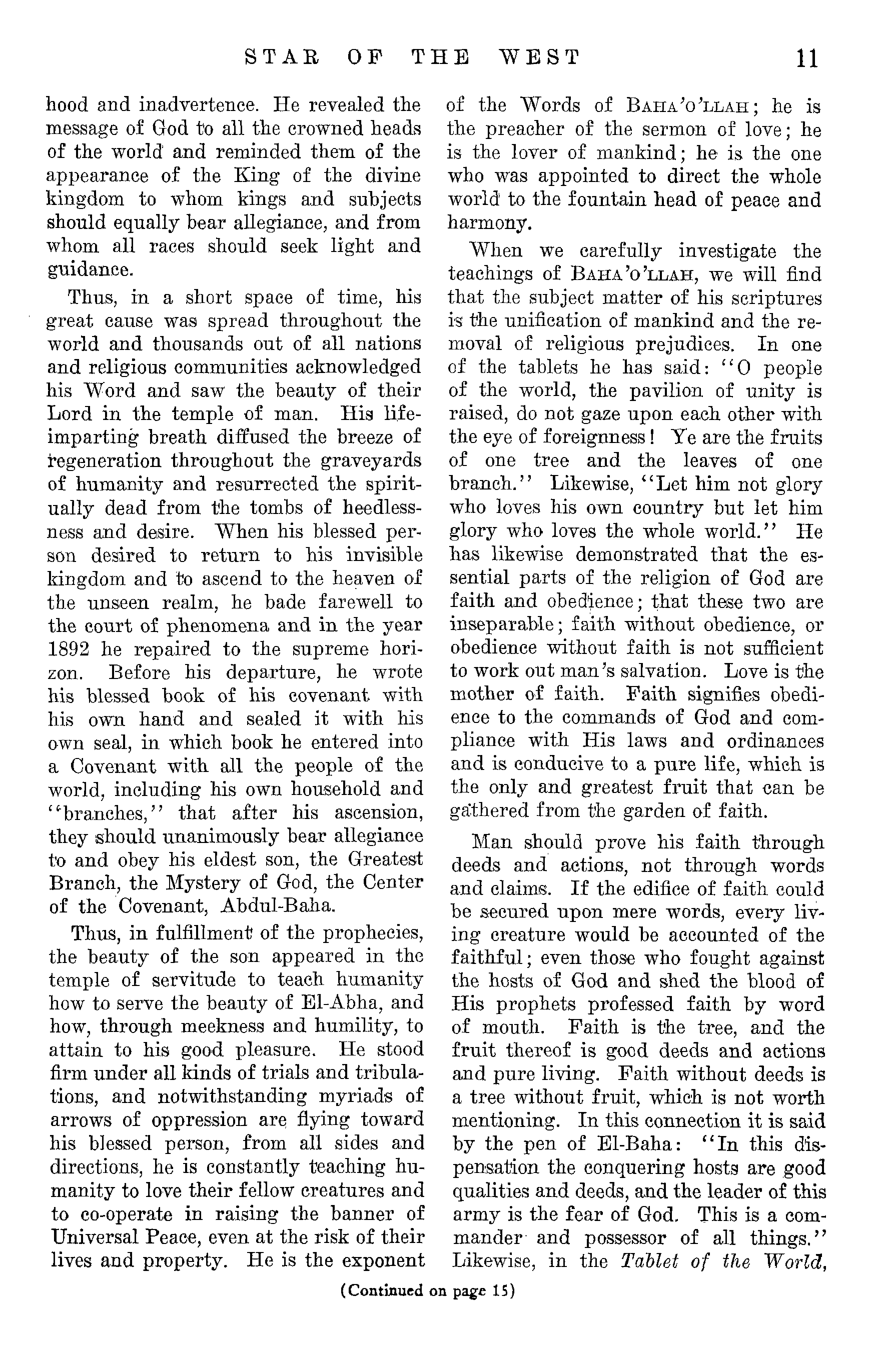 STAR OF THE WEST 11
hood and inadvertence. He revealed the
message of God to all the crowned heads
of the world and reminded them of the
appearance of the King of the divine
kingdom to whom kings and subjects
should equally bear allegiance, and from
whom all races should seek light and
guidance.
Thus, in a short space of time, his
great cause was spread throughout the
world and thousands out of all nations
and religious communities acknowledged
his Word and saw the beauty of their
Lord in the temple of man. His life-
imparting breath diffused the breeze of
regeneration throughout the graveyards
of humanity and resurrected the spirit-
ually dead from the tombs of heedless-
ness and desire. When his blessed per-
son desired to return to his invisible
kingdom and to ascend to the heaven of
the unseen realm, he bade farewell to
the court of phenomena and in the year
1892 he repaired to the supreme hori-
zon. Before his departure, he wrote
his blessed book of his covenant with
his own hand and sealed it with his
own seal, in which book he entered into
a Covenant with all the people of the
world, including his own household and
"branches," that after his ascension,
they should unanimously bear allegiance
to and obey his eldest son, the Greatest
Branch, the Mystery of God, the Center
of the Covenant, Abdul-Baha.
Thus, in fulfillment of the prophecies,
the beauty of the son appeared in the
temple of servitude to teach humanity
how to serve the beauty of El-Abha, and
how, through meekness and humility, to
attain to his good pleasure. He stood
firm under all kinds of trials and tribula-
tions, and notwithstanding myriads of
arrows of oppression are flying toward
his blessed person, from all sides and
directions, he is constantly teaching hu-
manity to love their fellow creatures and
to co-operate in raising the banner of
Universal Peace, even at the risk of their
lives and property. He is the exponent
of the Words of BAHA'O'LLAH; he is
the preacher of the sermon of love; he
is the lover of mankind; he is the one
who was appointed to direct the whole
world to the fountain head of peace and
harmony.
When we carefully investigate the
teachings of BAHA'O'LLAH, we will find
that the subject matter of his scriptures
is the unification of mankind and the re-
moval of religious prejudices. In one
of the tablets he has said: "O people
of the world, the pavilion of unity is
raised, do not gaze upon each other with
the eye of foreignness! Ye are the fruits
of one tree and the leaves of one
branch." Likewise, "Let him not glory
who loves his own country but let him
glory who loves the whole world." He
has likewise demonstrated that the es-
sential parts of the religion of God are
faith and obedience; that these two are
inseparable; faith without obedience, or
obedience without faith is not sufficient
to work out man's salvation. Love is the
mother of faith. Faith signifies obedi-
ence to the commands of God and com-
pliance with His laws and ordinances
and is conducive to a pure life, which is
the only and greatest fruit that can be
gathered from the garden of faith.
Man should prove his faith through
deeds and actions, not through words
and claims. If the edifice of faith could
be secured upon mere words, every liv-
ing creature would be accounted of the
faithful; even those who fought against
the hosts of God and shed the blood of
His prophets professed faith by word
of mouth. Faith is the tree, and the
fruit thereof is good deeds and actions
and pure living. Faith without deeds is
a tree without fruit, which is not worth
mentioning. In this connection it is said
by the pen of El-Baha: "In this dis-
pensation the conquering hosts are good
qualities and deeds, and the leader of this
army is the fear of God. This is a com-
mander and possessor of all things."
Likewise, in the Tablet of the World,
(Continued on page 15)